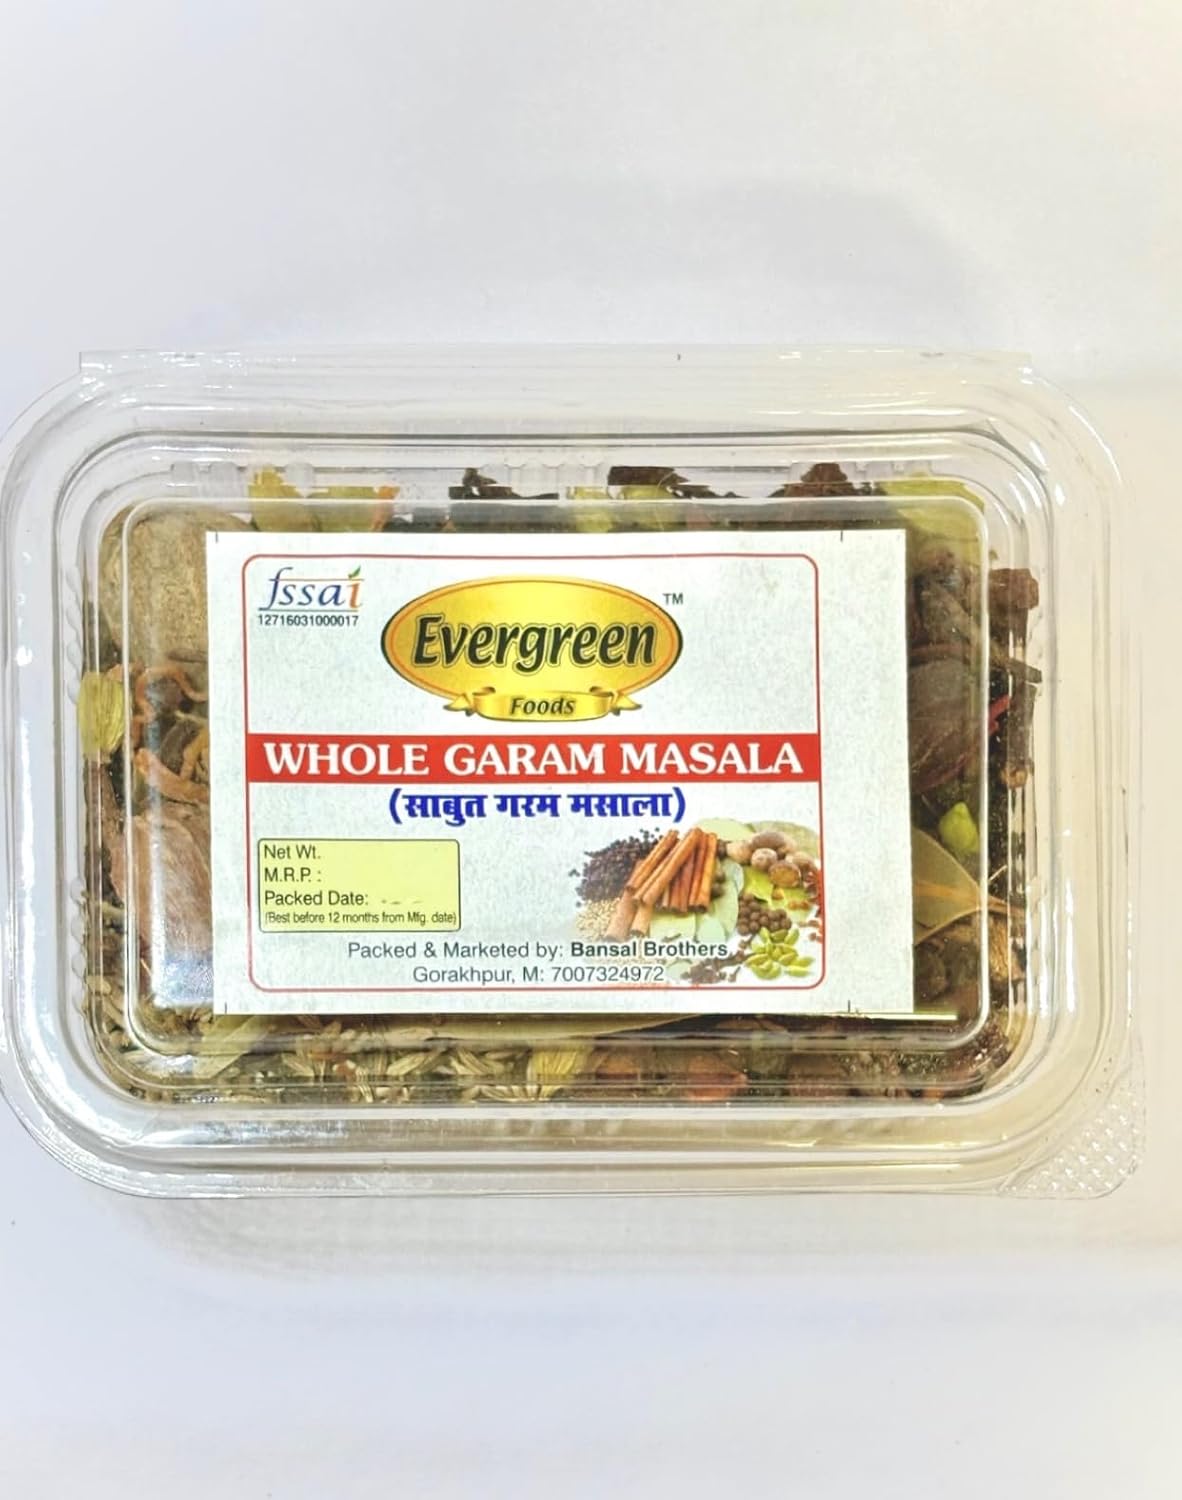 fssai
12716031000017
Evergreen
TM
Foods
WHOLE GARAM MASALA
(साबुत गरम मसाला)
Net Wt.
M.R.P. :
Packed Date:
(Best before 12 months from Mfg. date)
Packed & Marketed by: Bansal Brothers,
Gorakhpur, M: 7007324972